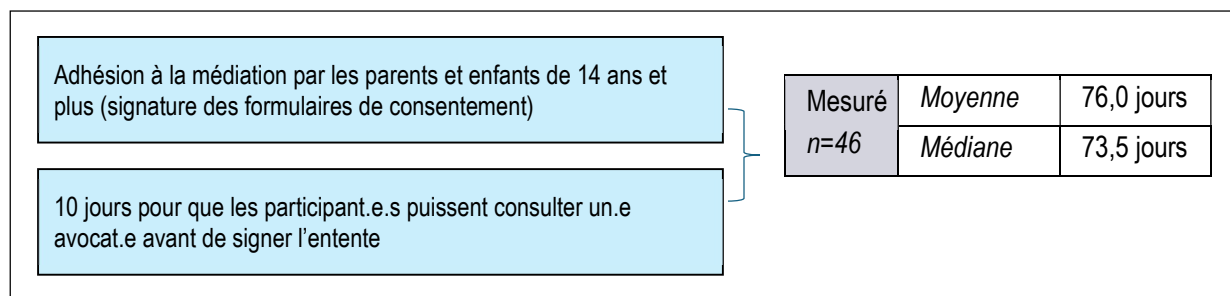 Adhésion à la médiation par les parents et enfants de 14 ans et
plus (signature des formulaires de consentement)
10 jours pour que les participant.e.s puissent consulter un.e
avocat.e avant de signer l’entente
Mesuré
n=46
Moyenne 76,0 jours
Médiane 73,5 jours